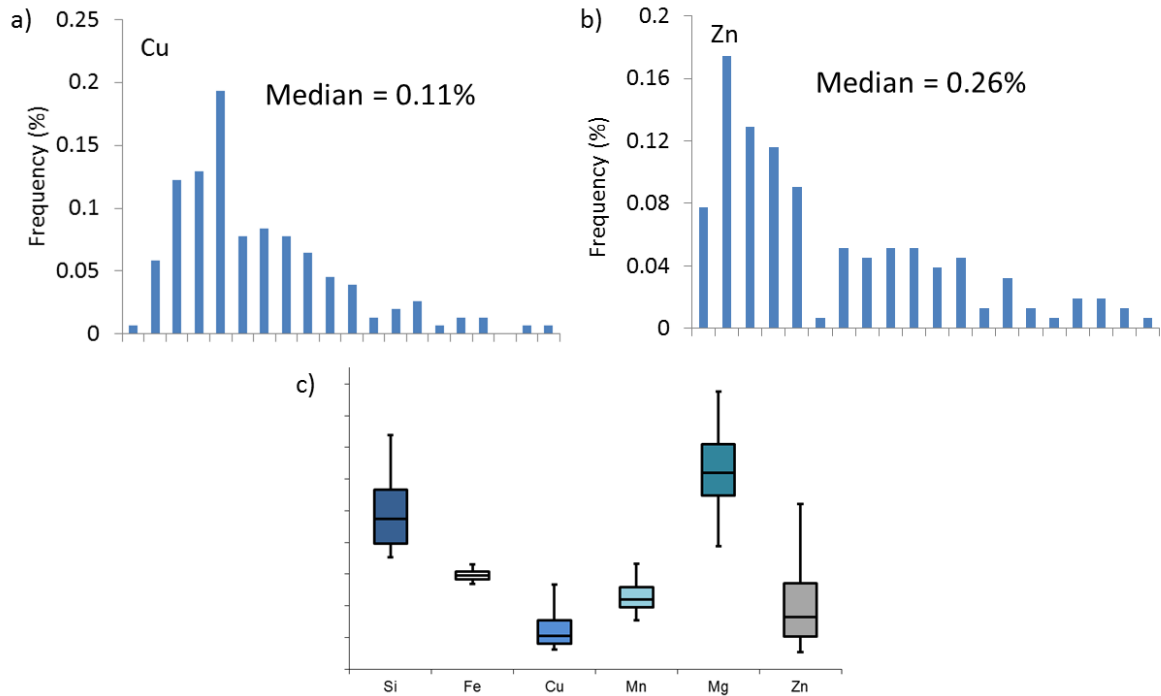 a)
Cu
Median = 0.11%
Frequency (%)
0.25
0.2
0.15
0.1
0.05
0
b)
Zn
Median = 0.26%
Frequency (%)
0.2
0.16
0.12
0.08
0.04
0
c)
Si Fe Cu Mn Mg Zn